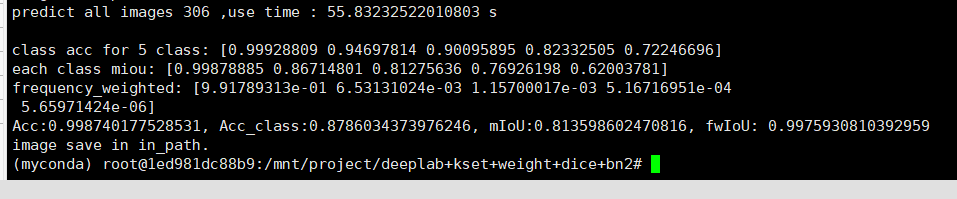 predict all images 306 ,use time : 55.83232522010803 s
class acc for 5 class: [0.99928809 0.94697814 0.90095895 0.82332505 0.72246696]
each class miou: [0.99878885 0.86714801 0.81275636 0.76926198 0.62003781]
frequency_weighted: [9.91789313e-01 6.53131024e-03 1.15700017e-03 5.16716951e-04
5.65971424e-06]
Acc:0.998740177528531, Acc_class:0.8786034373976246, mIoU:0.813598602470816, fwIoU: 0.9975930810392959
image save in in_path.
(myconda) root@1ed981dc88b9:/mnt/project/deeplab+kset+weight+dice+bn2#